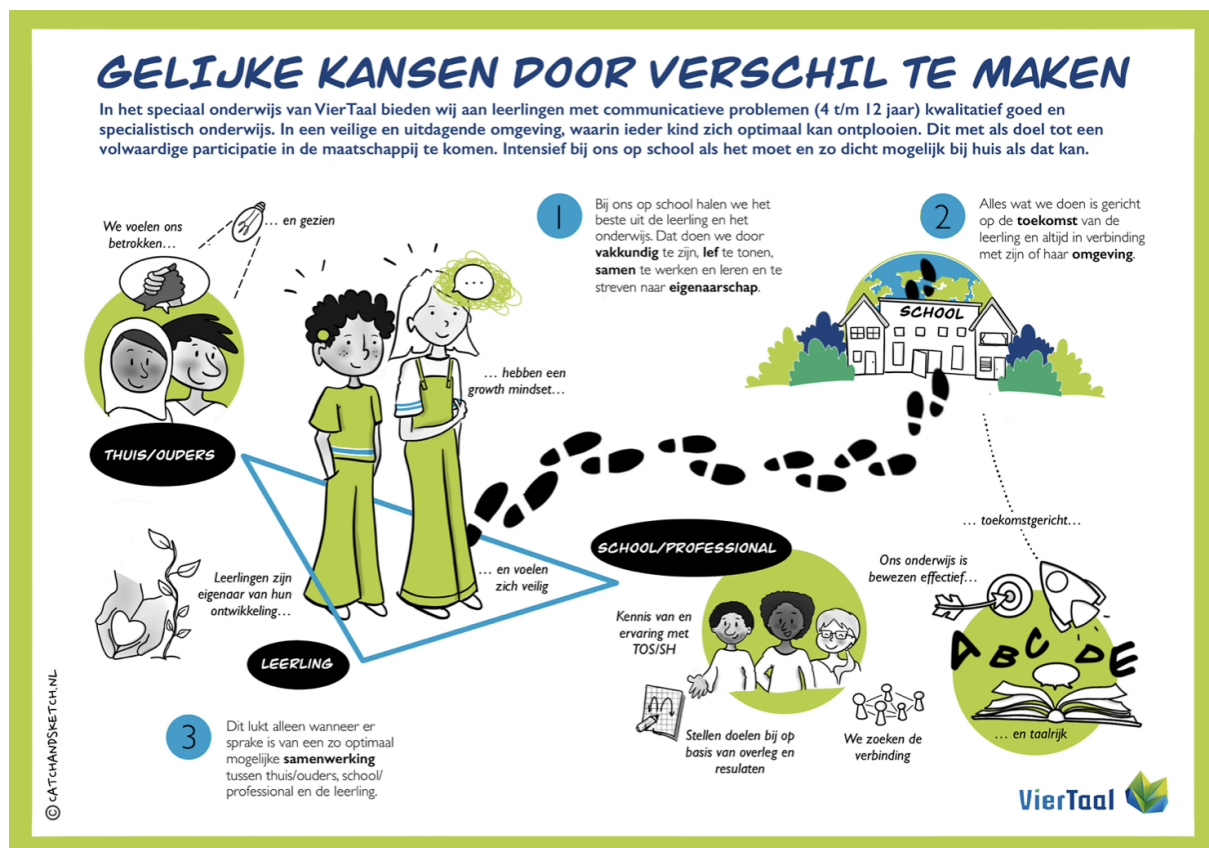 GELIJKE KANSEN DOOR VERSCHIL TE MAKEN
In het speciaal onderwijs van VierTaal bieden wij aan leerlingen met communicatieve problemen (4 t/m 12 jaar) kwalitatief goed en
specialistisch onderwijs. In een veilige en uitdagende omgeving, waarin ieder kind zich optimaal kan ontplooien. Dit met als doel tot een
volwaardige participatie in de maatschappij te komen. Intensief bij ons op school als het moet en zo dicht mogelijk bij huis als dat kan.
We voelen ons
betrokken…
… en gezien
...
1
Bij ons op school halen we het
beste uit de leerling en het
onderwijs. Dat doen we door
vakkundig te zijn, lef te tonen,
samen te werken en leren en te
streven naar eigenaarschap.
2
Alles wat we doen is gericht
op de toekomst van de
leerling en altijd in verbinding
met zijn of haar omgeving.
SCHOOL
… hebben een
growth mindset…
THUIS/OUDERS
Leerlingen zijn
eigenaar van hun
ontwikkeling…
… en voelen
zich veilig
LEERLING
SCHOOL/PROFESSIONAL
Kennis van en
ervaring met
TOS/SH
Stellen doelen bij op
basis van overleg en
resulaten
We zoeken de
verbinding
… toekomstgericht…
Ons onderwijs is
bewezen effectief…
A B C D E
… en taalrijk
3
Dit lukt alleen wanneer er
sprake is van een zo optimaal
mogelijke samenwerking
tussen thuis/ouders, school/
professional en de leerling.
© CATCHANDSKETCH.NL
VierTaal